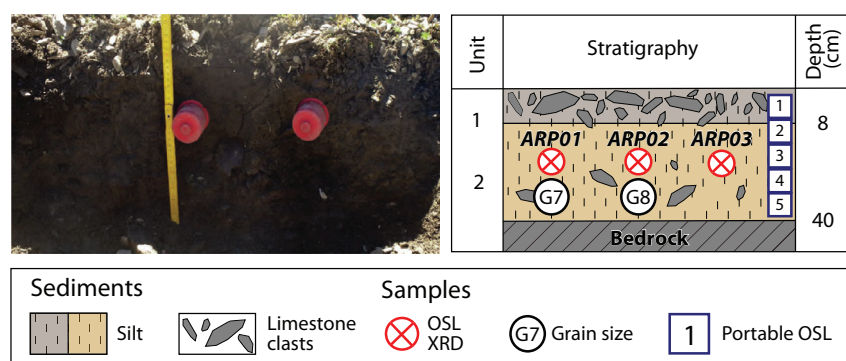 Unit
Stratigraphy
Depth
(cm)
1
1
8
2
ARP01 ARP02 ARP03
3
2
4
G7 G8
5
40
Bedrock
Sediments
Samples
Silt
Limestone
clasts
OSL
XRD
G7 Grain size
1 Portable OSL